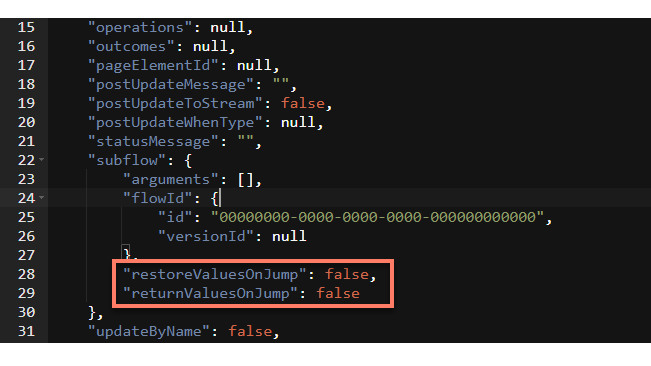 15 "operations": null,
16 "outcomes": null,
17 "pageElementId": null,
18 "postUpdateMessage": "",
19 "postUpdateToStream": false,
20 "postUpdateWhenType": null,
21 "statusMessage": "",
22 "subflow": {
23 "arguments": [],
24 "flowId": {
25 "id": "00000000-0000-0000-0000-000000000000",
26 "versionId": null
27 },
28 "restoreValuesOnJump": false,
29 "returnValuesOnJump": false
30 },
31 "updateByName": false,